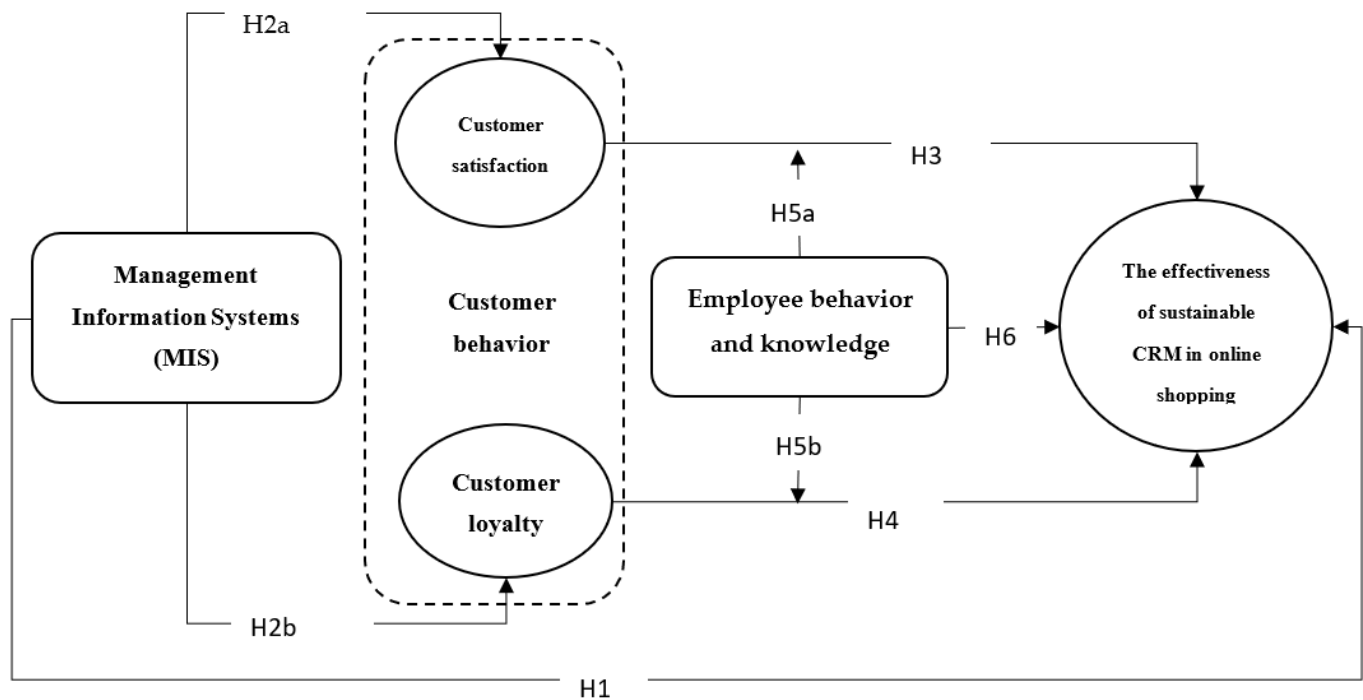 H2a
Customer
satisfaction
H3
H5a
Management
Information Systems
(MIS)
Customer
behavior
Employee behavior
and knowledge
H6
The effectiveness
of sustainable
CRM in online
shopping
H5b
Customer
loyalty
H4
H2b
H1